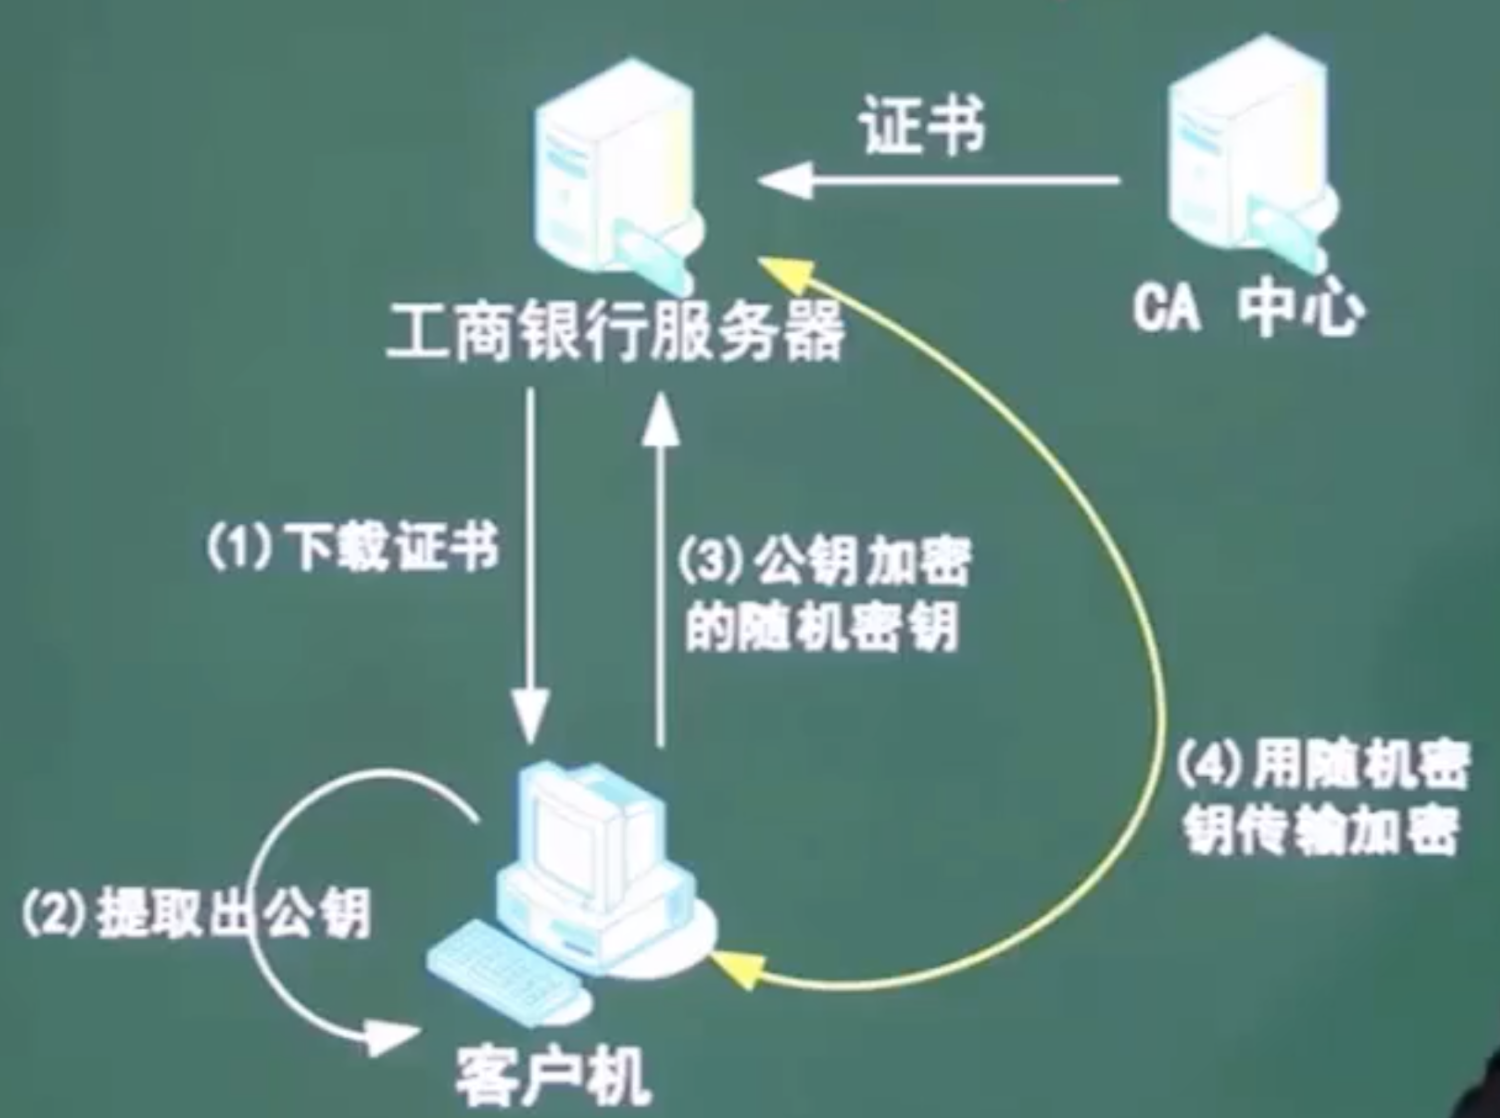 证书
CA 中心
工商银行服务器
(1)下载证书
(3)公钥加密
的随机密钥
(4)用随机密
钥传输加密
(2)提取出公钥
客户机